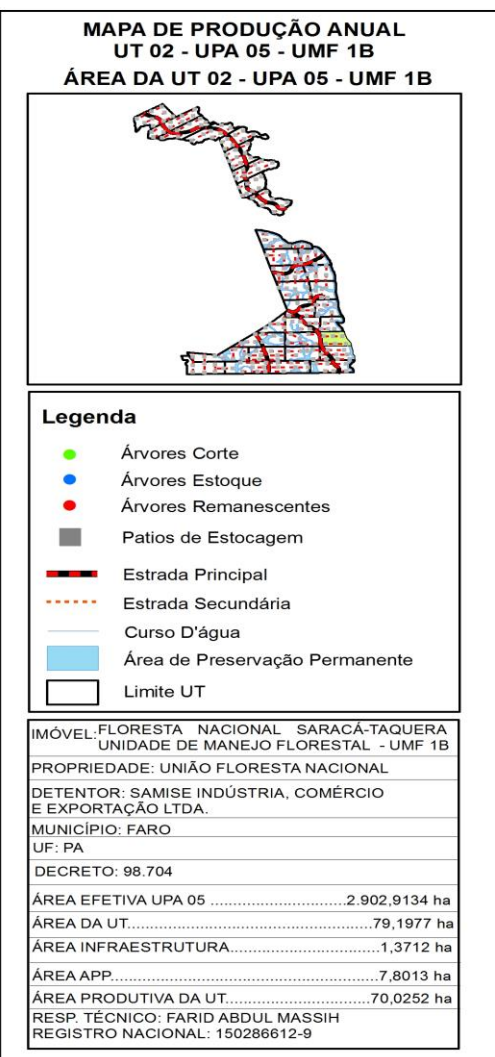 MAPA DE PRODUÇÃO ANUAL
UT 02 - UPA 05 - UMF 1B
ÁREA DA UT 02 - UPA 05 - UMF 1B
Legenda
Árvores Corte
Árvores Estoque
Árvores Remanescentes
Patios de Estocagem
Estrada Principal
Estrada Secundária
Curso D'água
Área de Preservação Permanente
Limite UT
IMÓVEL: FLORESTA NACIONAL SARACÁ-TAQUERA
UNIDADE DE MANEJO FLORESTAL - UMF 1B
PROPRIEDADE: UNIÃO FLORESTA NACIONAL
DETENTOR: SAMISE INDÚSTRIA, COMÉRCIO
E EXPORTAÇÃO LTDA.
MUNICÍPIO: FARO
UF: PA
DECRETO: 98.704
ÁREA EFETIVA UPA 05 ..............................2.902,9134 ha
ÁREA DA UT......................................................79,1977 ha
ÁREA INFRAESTRUTURA.................................1,3712 ha
ÁREA APP...........................................................7,8013 ha
ÁREA PRODUTIVA DA UT..................................70,0252 ha
RESP. TÉCNICO: FARID ABDUL MASSIH
REGISTRO NACIONAL: 150286612-9